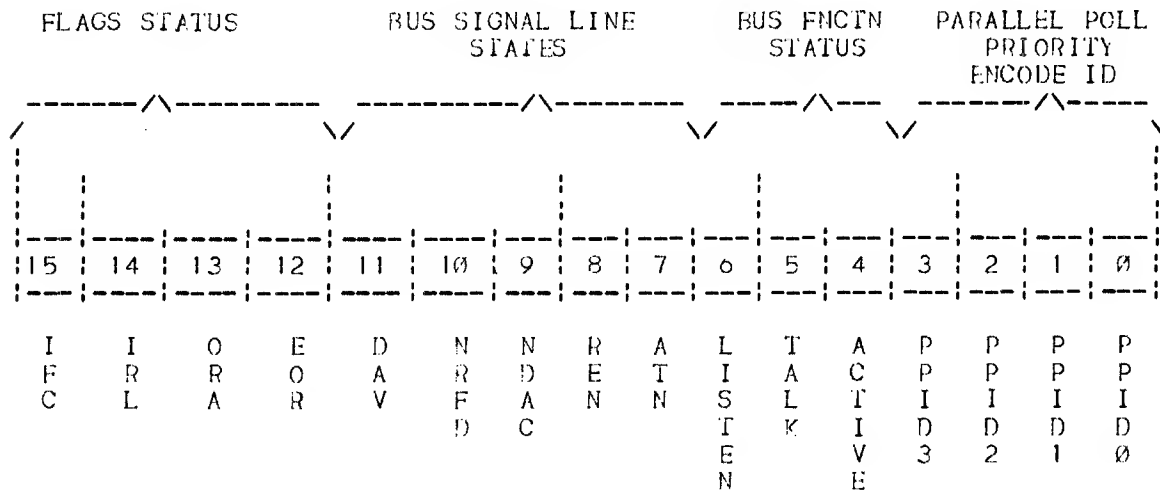 FLAGS STATUS BUS SIGNAL LINE BUS FNCTN PARALLEL POLL
STATES STATUS PRIORITY
ENCODE ID
15 14 13 12 11 10 9 8 7 6 5 4 3 2 1 0
IFC IRL ORA EOR DAV NRFD NDAC REN ATN LISTEN TALK ACTIVE PPID3 PPID2 PPID1 PPID0